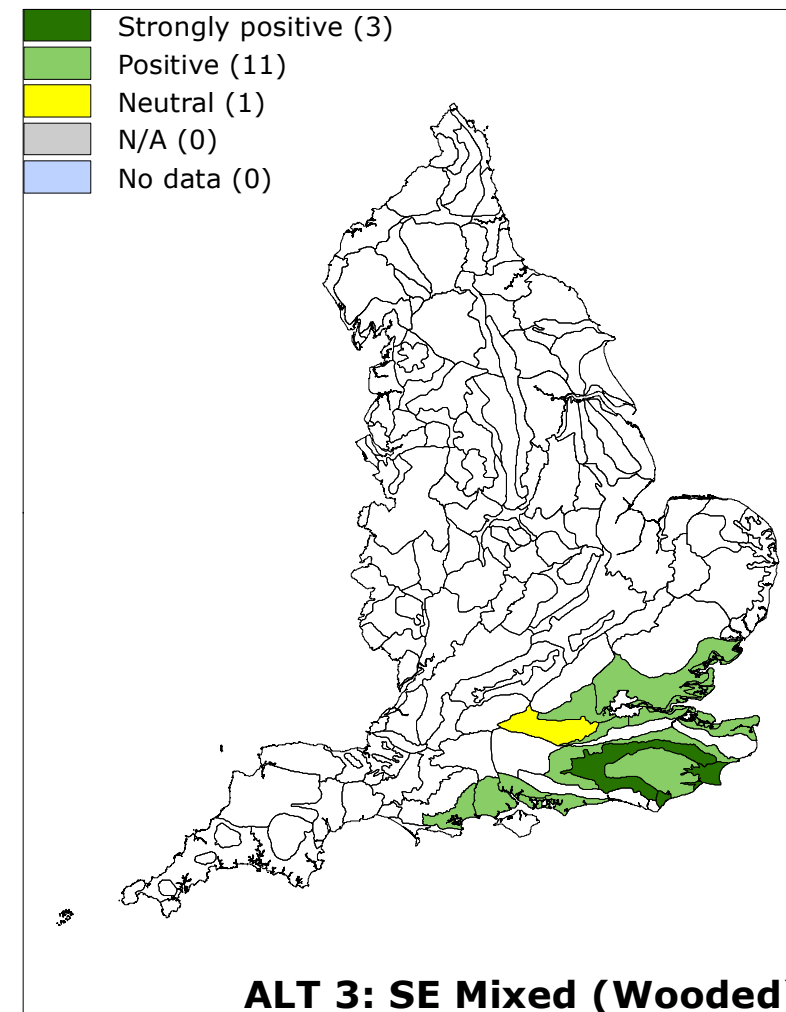 Strongly positive (3)
Positive (11)
Neutral (1)
N/A (0)
No data (0)
ALT 3: SE Mixed (Wooded)